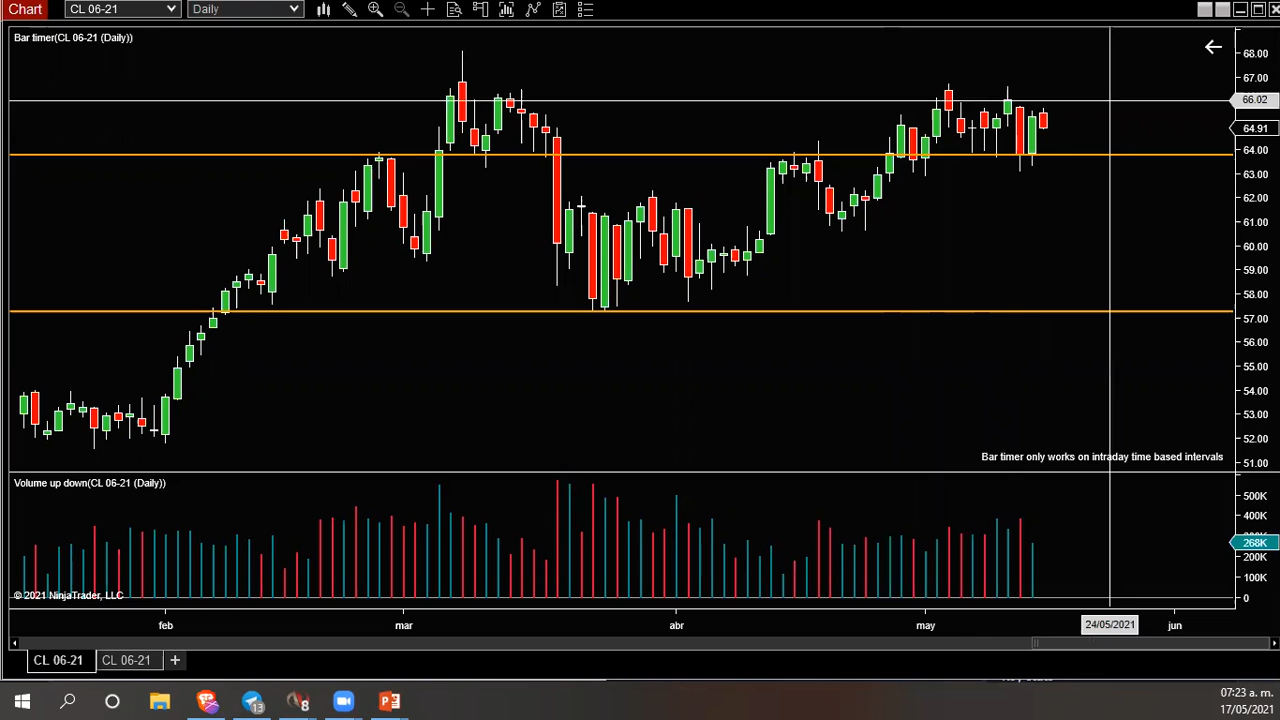 Chart CL 06-21 Daily
Bar timer(CL 06-21 (Daily))
68.00
67.00
66.02
64.91
64.00
63.00
62.00
61.00
60.00
59.00
58.00
57.00
56.00
55.00
54.00
53.00
52.00
Bar timer only works on intraday time based intervals
51.00
Volume up down(CL 06-21 (Daily))
500K
400K
268K
200K
100K
© 2021 NinjaTrader, LLC
0
feb mar abr may 24/05/2021 jun
CL 06-21 CL 06-21 +
07:23 a. m.
13 8
17/05/2021